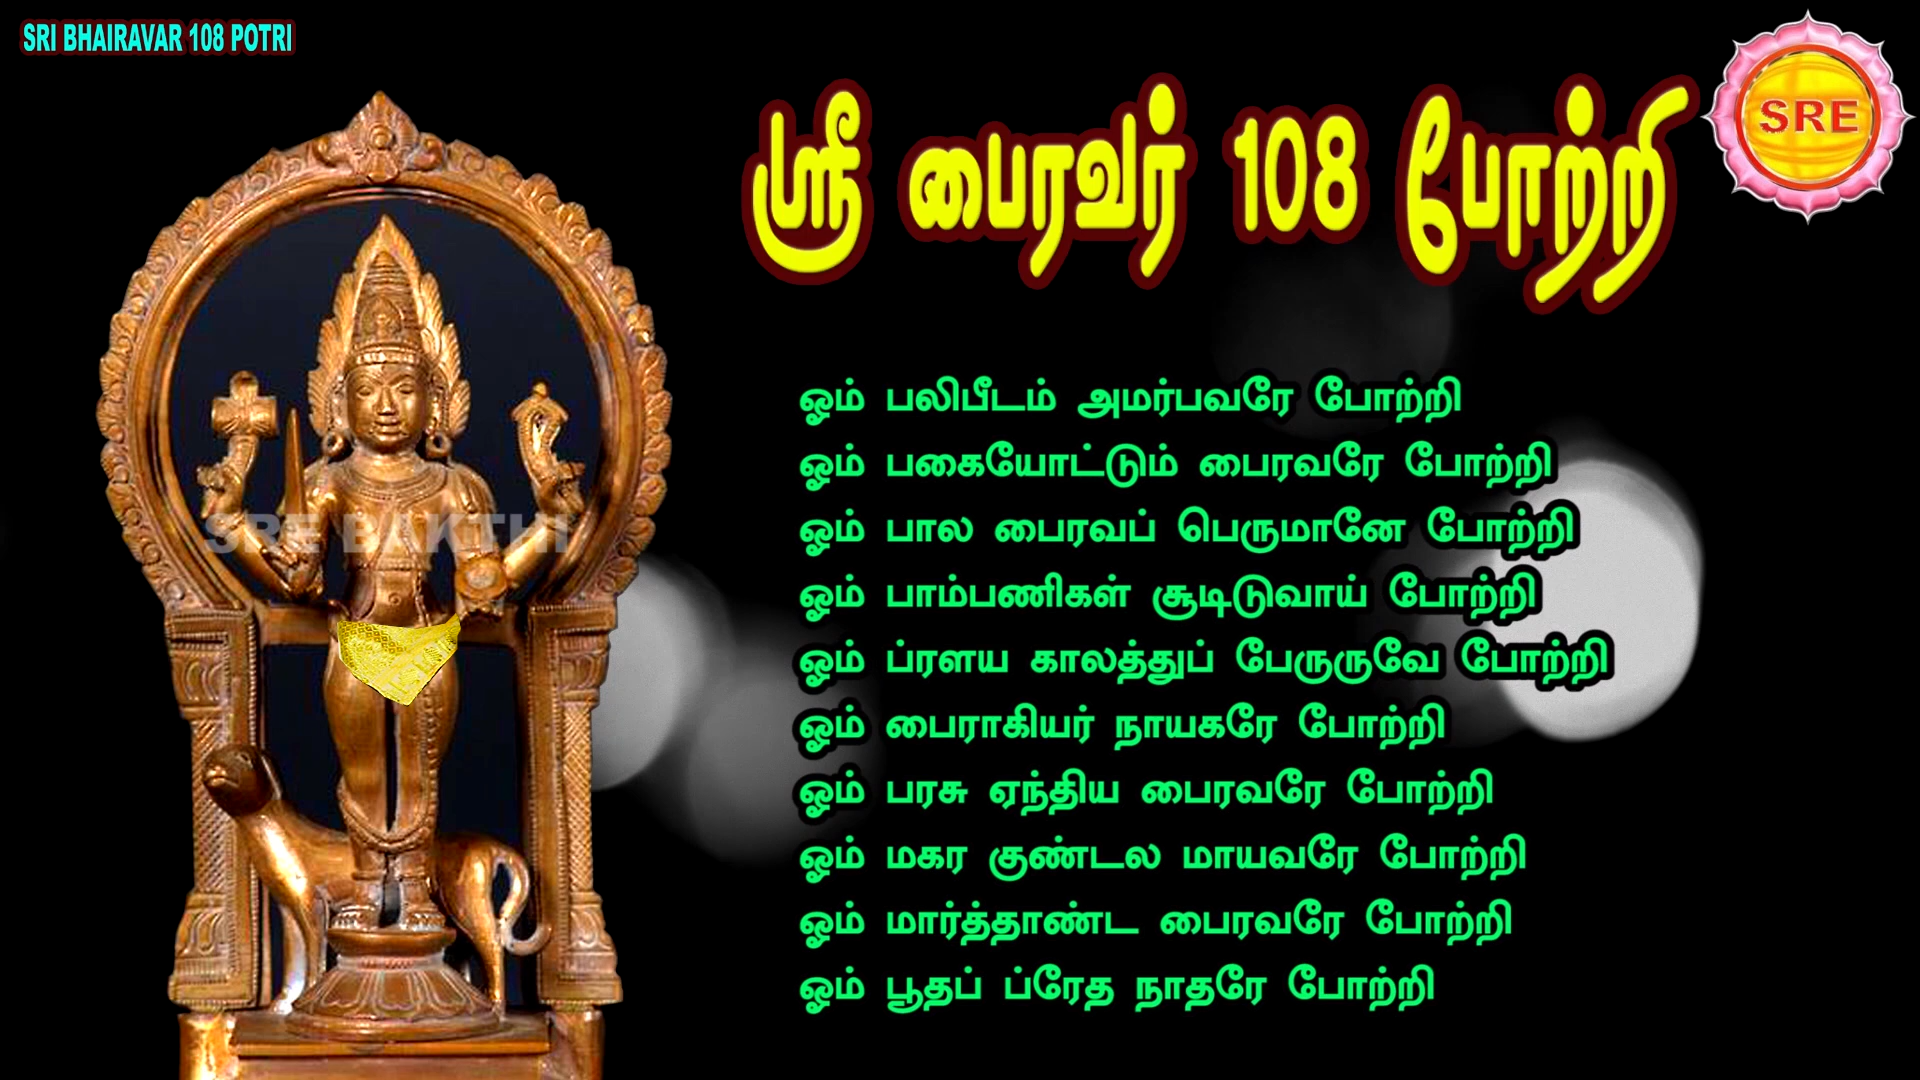 SRI BHAIRAVAR 108 POTRI
SRE
ஸ்ரீ பைரவர் 108 போற்றி
ஓம் பலிபீடம் அமர்பவரே போற்றி
ஓம் பகையோட்டும் பைரவரே போற்றி
ஓம் பால பைரவப் பெருமானே போற்றி
ஓம் பாம்பணிகள் சூடிடுவாய் போற்றி
ஓம் ப்ரளய காலத்துப் பேருருவே போற்றி
ஓம் பைராகியர் நாயகரே போற்றி
ஓம் பரசு ஏந்திய பைரவரே போற்றி
ஓம் மகர குண்டல மாயவரே போற்றி
ஓம் மார்த்தாண்ட பைரவரே போற்றி
ஓம் பூதப் ப்ரேத நாதரே போற்றி
SRE BAKTHI